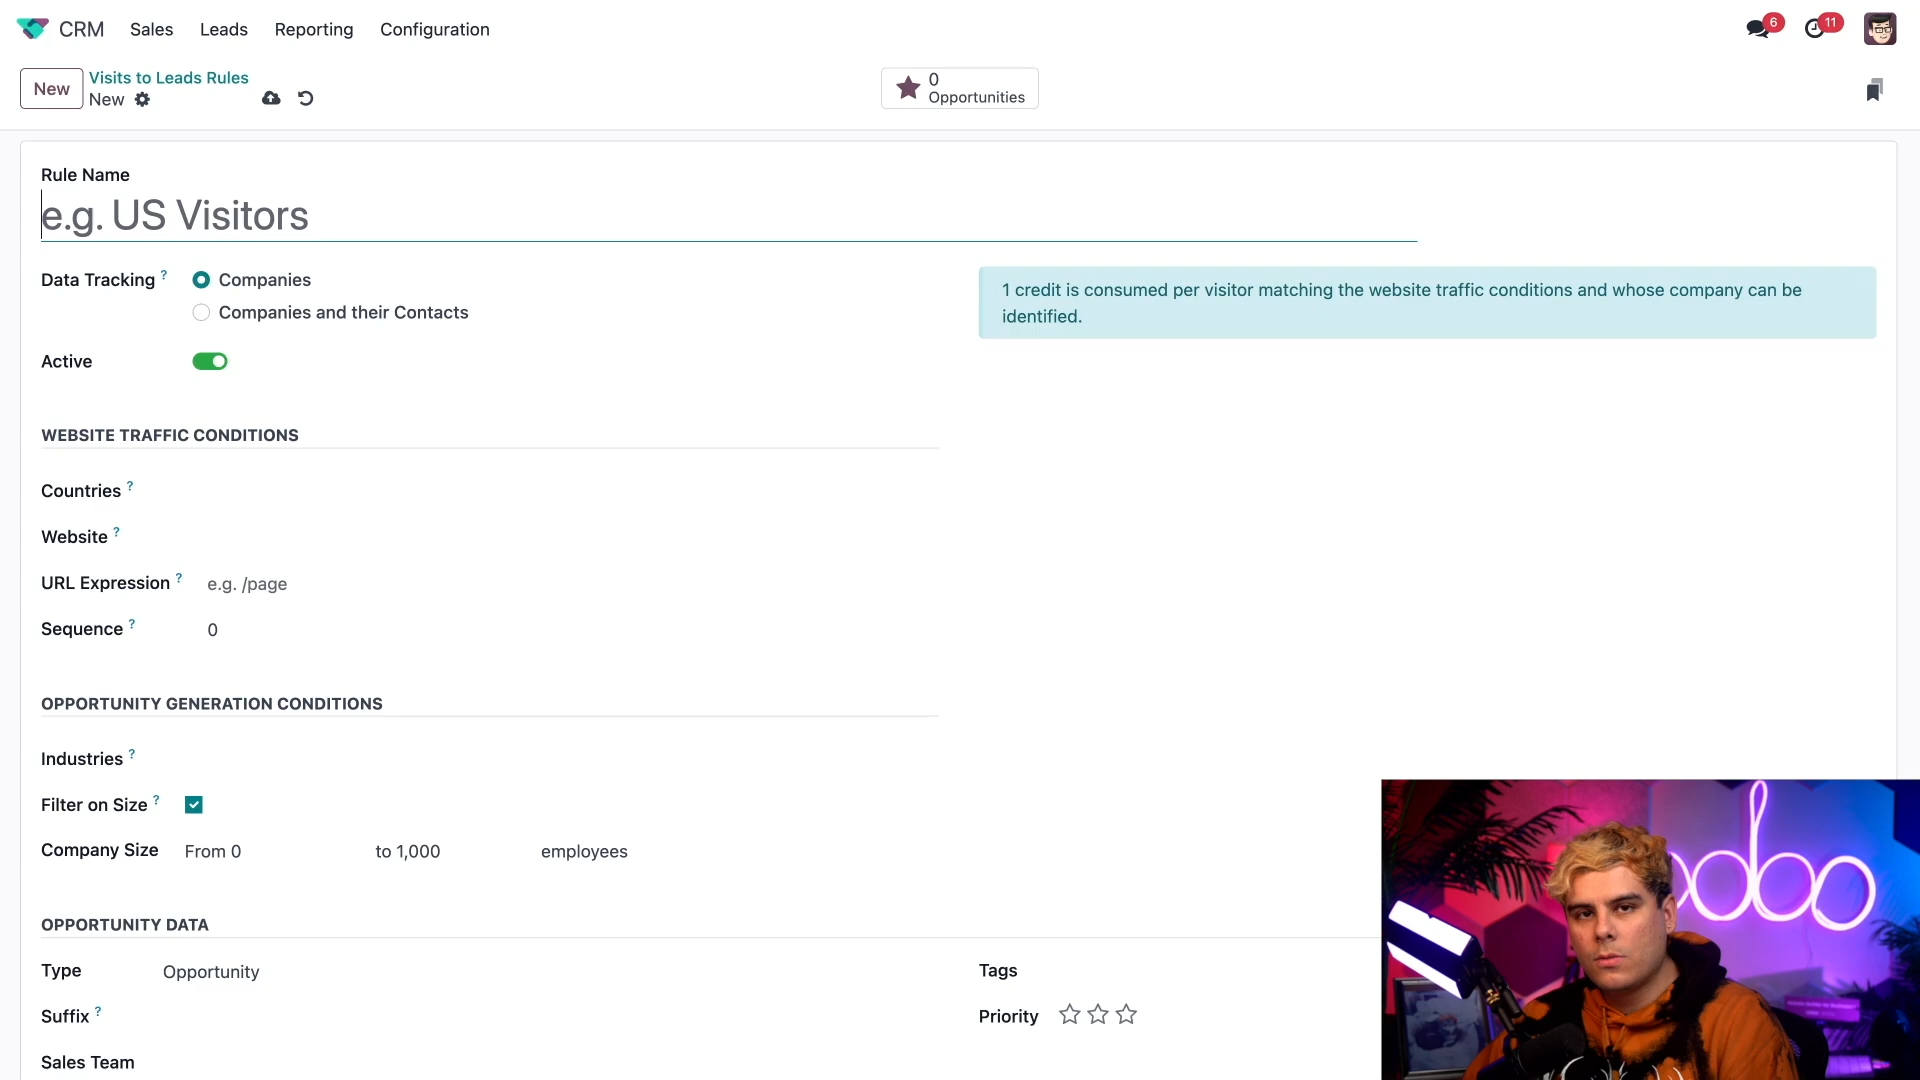 CRM Sales Leads Reporting Configuration 6 11
New Visits to Leads Rules
New
0
Opportunities
Rule Name
e.g. US Visitors
Data Tracking ? Companies
Companies and their Contacts
1 credit is consumed per visitor matching the website traffic conditions and whose company can be
identified.
Active
WEBSITE TRAFFIC CONDITIONS
Countries ?
Website ?
URL Expression ? e.g. /page
Sequence ? 0
OPPORTUNITY GENERATION CONDITIONS
Industries ?
Filter on Size ?
Company Size From 0 to 1,000 employees
odoo
OPPORTUNITY DATA
Type Opportunity
Tags
Suffix ?
Priority
Sales Team